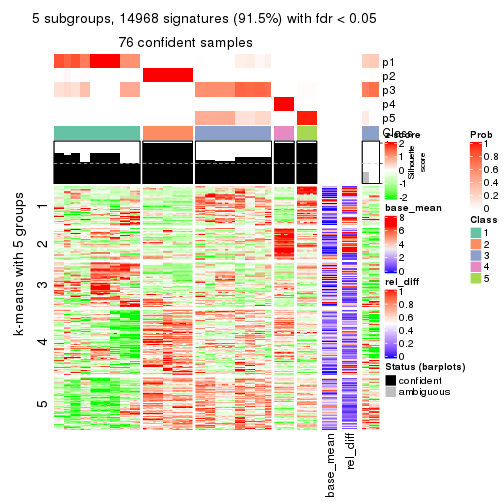 5 subgroups, 14968 signatures (91.5%) with fdr < 0.05
76 confident samples
p1
p2
p3
p4
p5
Class
1
0.5
0
Silhouette
score
k-means with 5 groups
1
2
3
4
5
base_mean
rel_diff
z-score
2
1
0
-1
-2
base_mean
8
6
4
2
0
rel_diff
1
0.8
0.6
0.4
0.2
0
Status (barplots)
confident
ambiguous
Prob
1
0.8
0.6
0.4
0.2
0
Class
1
2
3
4
5